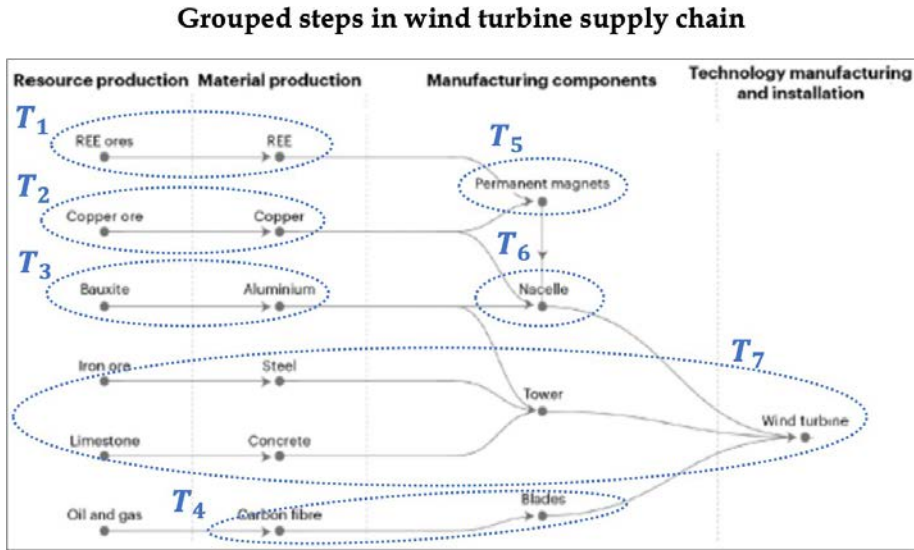 Grouped steps in wind turbine supply chain
Resource production
Material production
Manufacturing components
Technology manufacturing
and installation
T₁
REE ores
REE
T₅
Permanent magnets
T₂
Copper ore
Copper
T₆
T₃
Bauxite
Aluminium
Nacelle
T₇
Iron ore
Steel
Tower
Wind turbine
Limestone
Concrete
T₄
Oil and gas
Carbon fibre
Blades